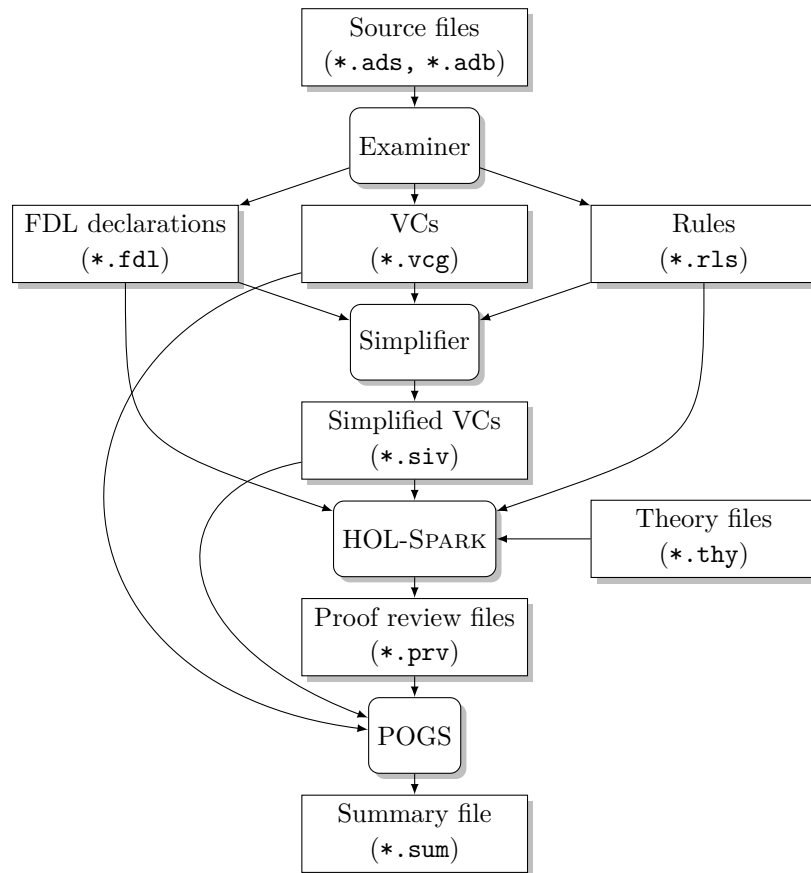 Source files
(*.ads, *.adb)
Examiner
FDL declarations
(*.fdl)
VCs
(*.vcg)
Rules
(*.rls)
Simplifier
Simplified VCs
(*.siv)
HOL-SPARK
Theory files
(*.thy)
Proof review files
(*.prv)
POGS
Summary file
(*.sum)